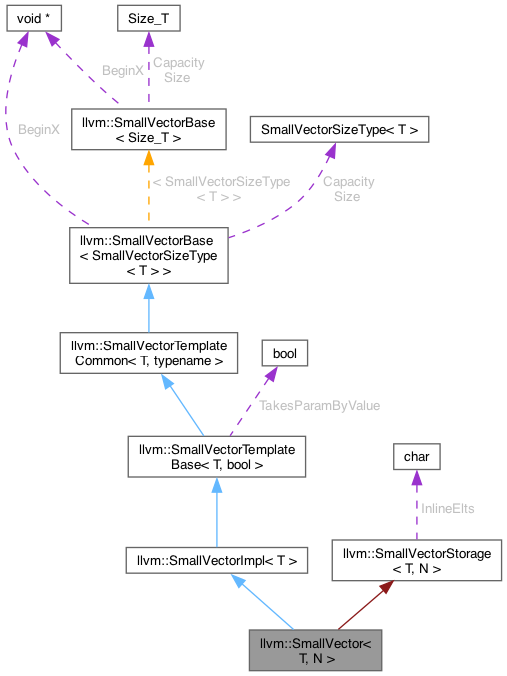 void *
Size_T
BeginX
Capacity
Size
llvm::SmallVectorBase
< Size_T >
SmallVectorSizeType< T >
BeginX
< SmallVectorSizeType
< T > >
Capacity
Size
llvm::SmallVectorBase
< SmallVectorSizeType
< T > >
llvm::SmallVectorTemplate
Common< T, typename >
bool
TakesParamByValue
llvm::SmallVectorTemplate
Base< T, bool >
char
InlineElts
llvm::SmallVectorImpl< T >
llvm::SmallVectorStorage
< T, N >
llvm::SmallVector<
T, N >